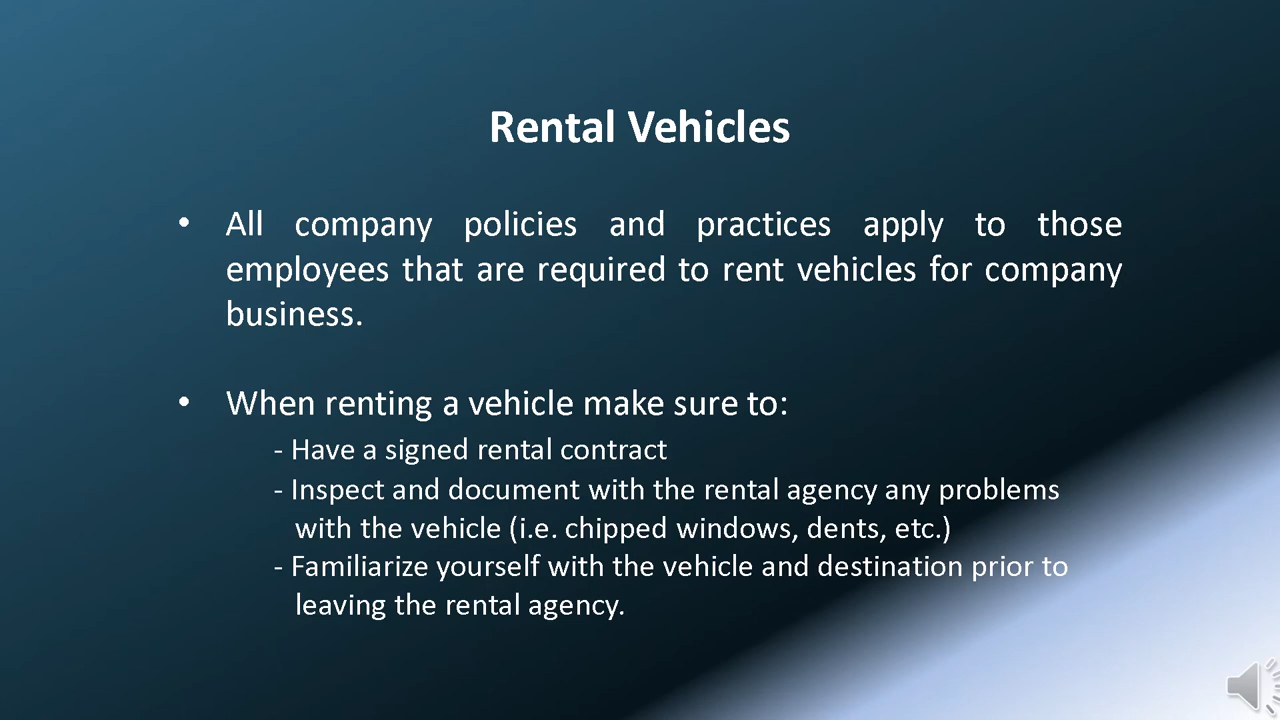 Rental Vehicles
• All company policies and practices apply to those
employees that are required to rent vehicles for company
business.
• When renting a vehicle make sure to:
- Have a signed rental contract
- Inspect and document with the rental agency any problems
with the vehicle (i.e. chipped windows, dents, etc.)
- Familiarize yourself with the vehicle and destination prior to
leaving the rental agency.